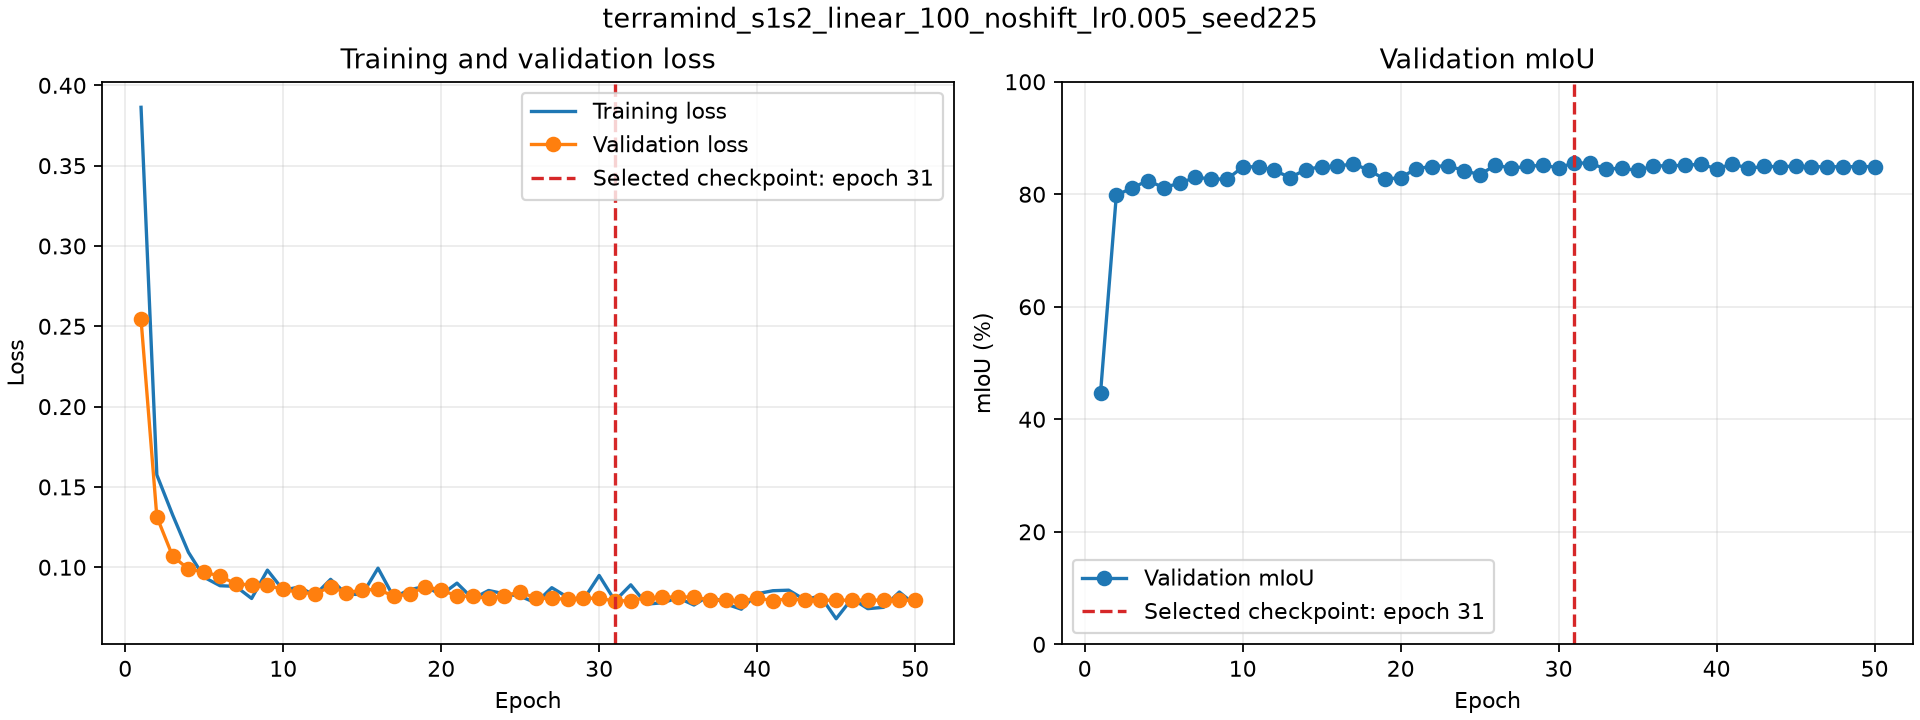 terramind_s1s2_linear_100_noshift_lr0.005_seed225
Training and validation loss
0.40
0.35
0.30
0.25
0.20
0.15
0.10
Loss
0
10
20
30
40
50
Epoch
Training loss
Validation loss
Selected checkpoint: epoch 31
Validation mIoU
100
80
60
40
20
0
mIoU (%)
0
10
20
30
40
50
Epoch
Validation mIoU
Selected checkpoint: epoch 31